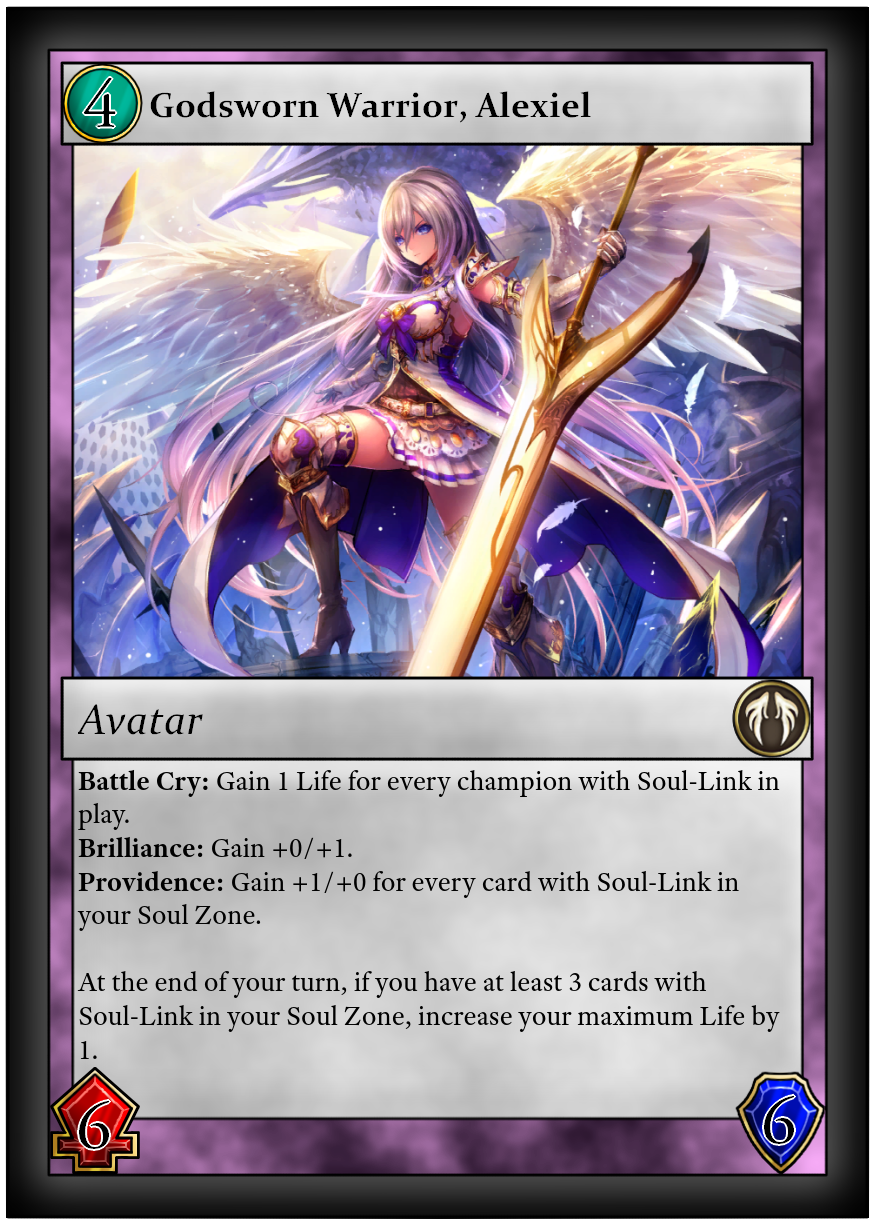 4 Godsworn Warrior, Alexiel
Avatar
Battle Cry: Gain 1 Life for every champion with Soul-Link in
play.
Brilliance: Gain +0/+1.
Providence: Gain +1/+0 for every card with Soul-Link in
your Soul Zone.
At the end of your turn, if you have at least 3 cards with
Soul-Link in your Soul Zone, increase your maximum Life by
1.
6 6